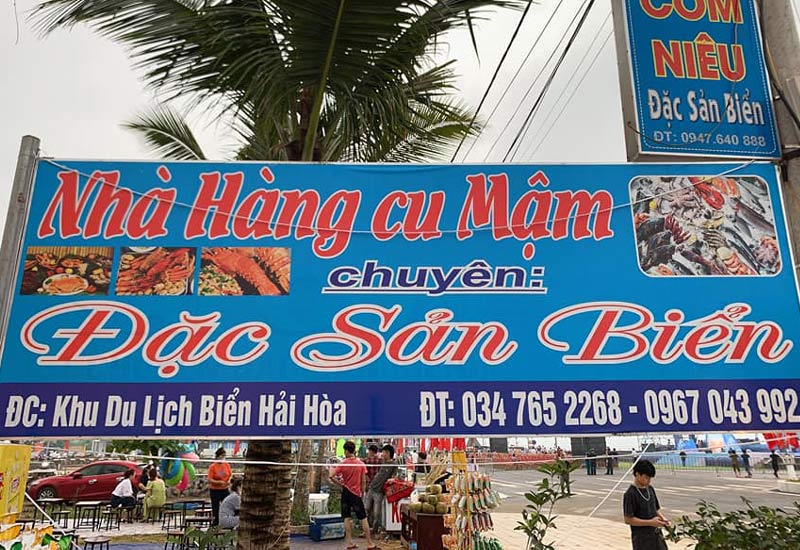 CƠM
NIÊU
Đặc Sản Biển
ĐT: 0947.640 888
Nhà Hàng cu Mậm
chuyên:
Đặc Sản Biển
ĐC: Khu Du Lịch Biển Hải Hòa
ĐT: 034 765 2268 - 0967 043 992